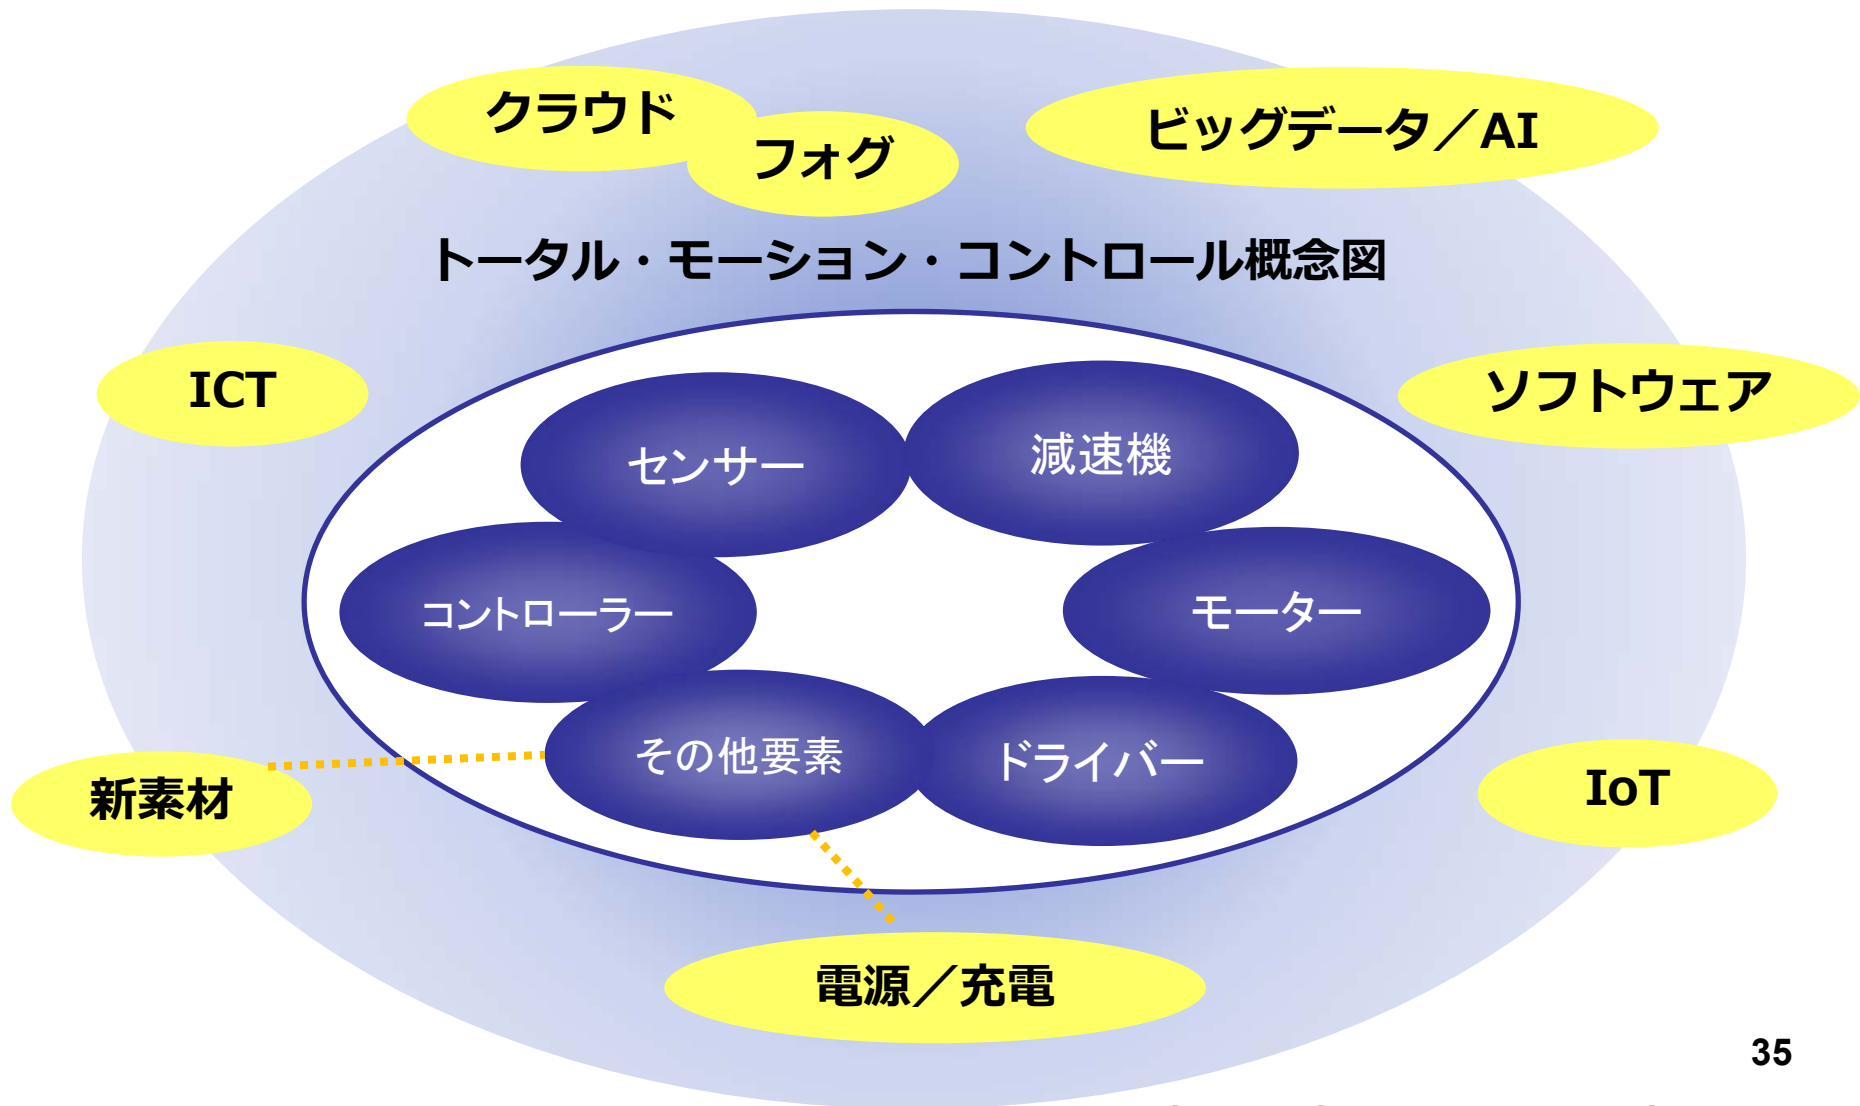 クラウド
フォグ
ビッグデータ／AI
トータル・モーション・コントロール概念図
ICT
ソフトウェア
センサー
減速機
コントローラー
モーター
その他要素
ドライバー
新素材
IoT
電源／充電
35